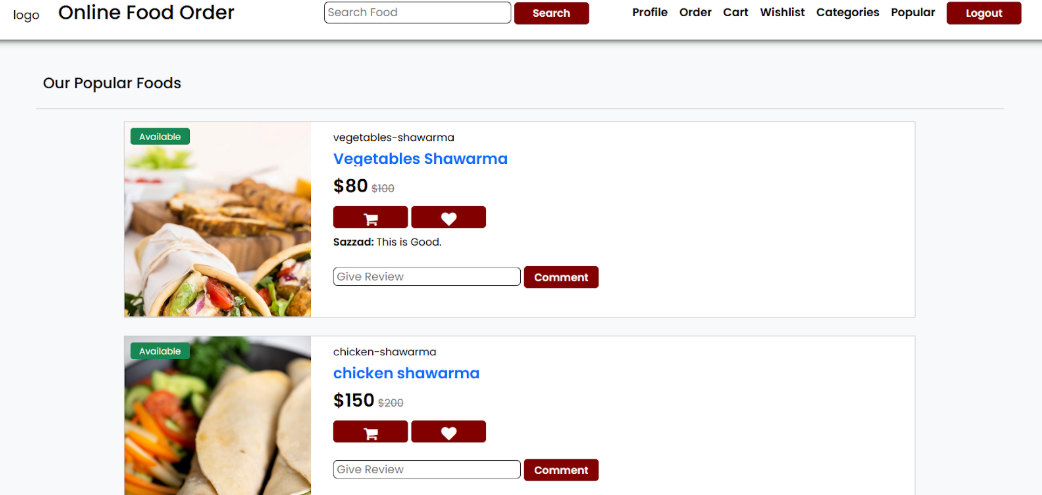 logo Online Food Order Search Food Search Profile Order Cart Wishlist Categories Popular Logout
Our Popular Foods
Available
vegetables-shawarma
Vegetables Shawarma
$80 $100
Sazzad: This is Good.
Give Review Comment
Available
chicken-shawarma
chicken shawarma
$150 $200
Give Review Comment